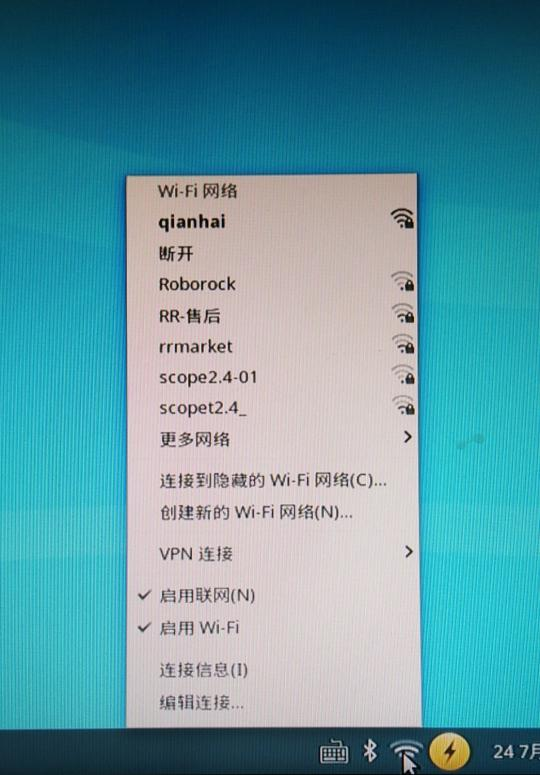 Wi-Fi 网络
qianhai
断开
Roborock
RR-售后
rrmarket
scope2.4-01
scopet2.4_
更多网络
连接到隐藏的 Wi-Fi 网络(C)...
创建新的 Wi-Fi 网络(N)...
VPN 连接
启用联网(N)
启用 Wi-Fi
连接信息(I)
编辑连接...
24 7月